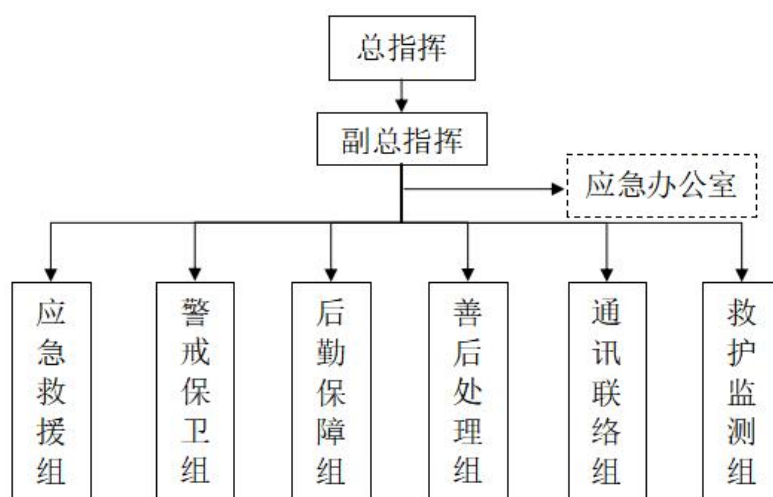 总指挥
副总指挥
应急办公室
应急救援组
警戒保卫组
后勤保障组
善后处理组
通讯联络组
救护监测组